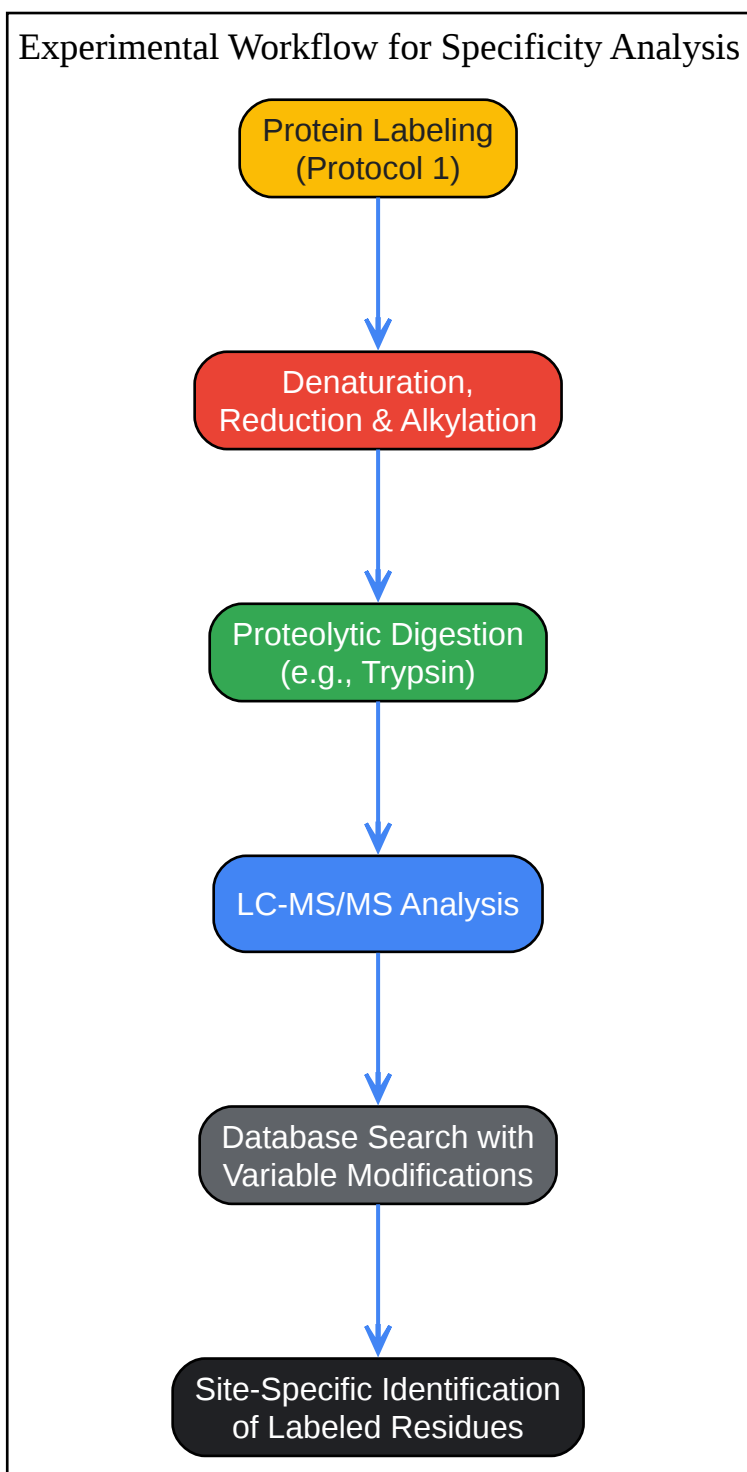 Experimental Workflow for Specificity Analysis
Protein Labeling
(Protocol 1)
Denaturation,
Reduction & Alkylation
Proteolytic Digestion
(e.g., Trypsin)
LC-MS/MS Analysis
Database Search with
Variable Modifications
Site-Specific Identification
of Labeled Residues